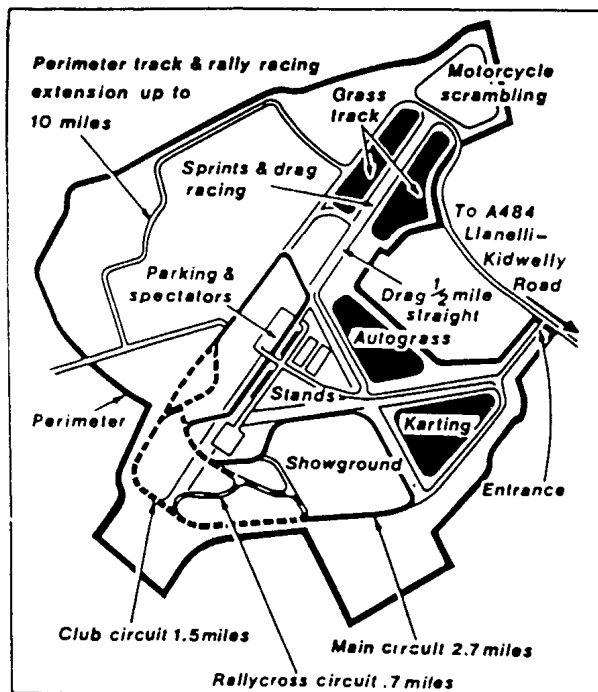 Perimeter track & rally racing
extension up to
10 miles
Motorcycle
scrambling
Grass
track
Sprints & drag
racing
To A484
Llanelli–
Kidwelly
Road
Parking &
spectators
Drag 1/2 mile
straight
Autograss
Stands
Perimeter
Karting
Showground
Entrance
Club circuit 1.5 miles
Main circuit 2.7 miles
Rallycross circuit .7 miles